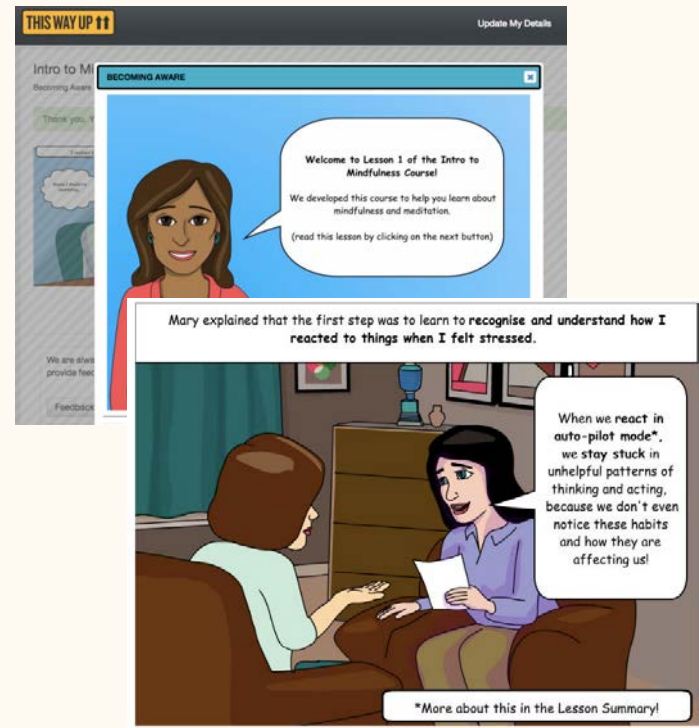 THIS WAY UP
Update My Details
Intro to Mi
Becoming Aware
BECOMING AWARE
Thank you, Y
Welcome to Lesson 1 of the Intro to
Mindfulness Course!
We developed this course to help you learn about
mindfulness and meditation.
(read this lesson by clicking on the next button)
We are alwa
provide feed
Feedback
Mary explained that the first step was to learn to recognise and understand how I
reacted to things when I felt stressed.
When we react in
auto-pilot mode*,
we stay stuck in
unhelpful patterns of
thinking and acting,
because we don't even
notice these habits
and how they are
affecting us!
*More about this in the Lesson Summary!